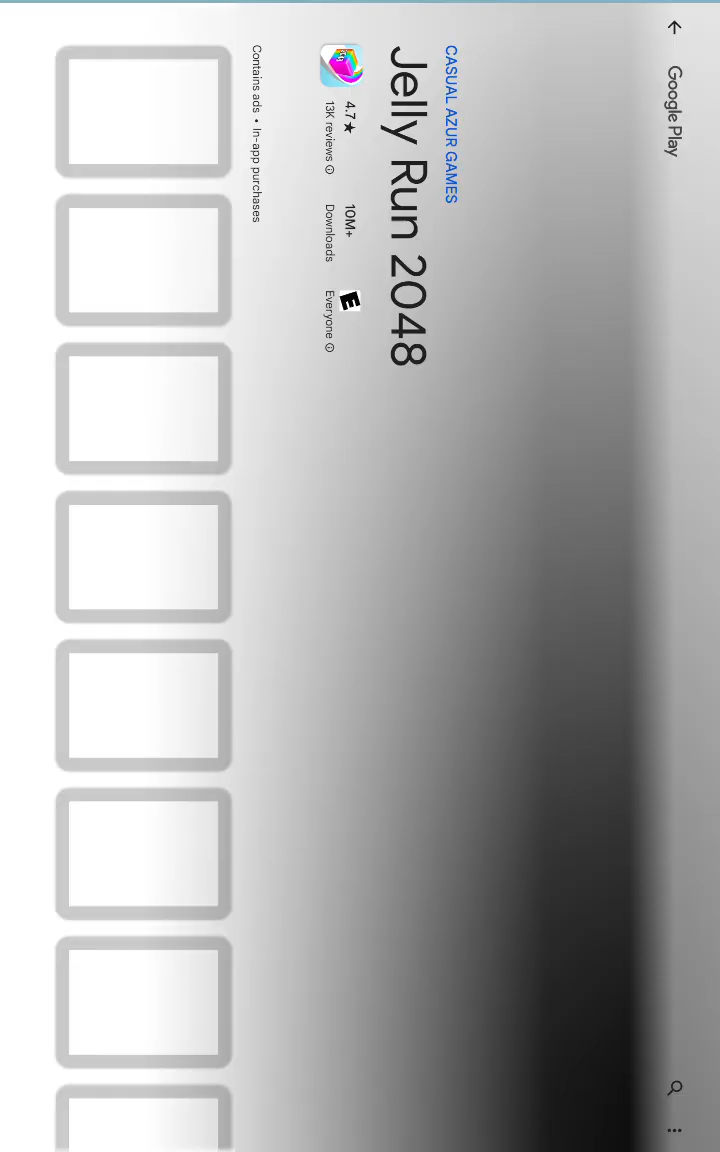 Google Play
CASUAL AZUR GAMES
Jelly Run 2048
4.7★ 10M+ E
13K reviews Downloads Everyone
Contains ads • In-app purchases